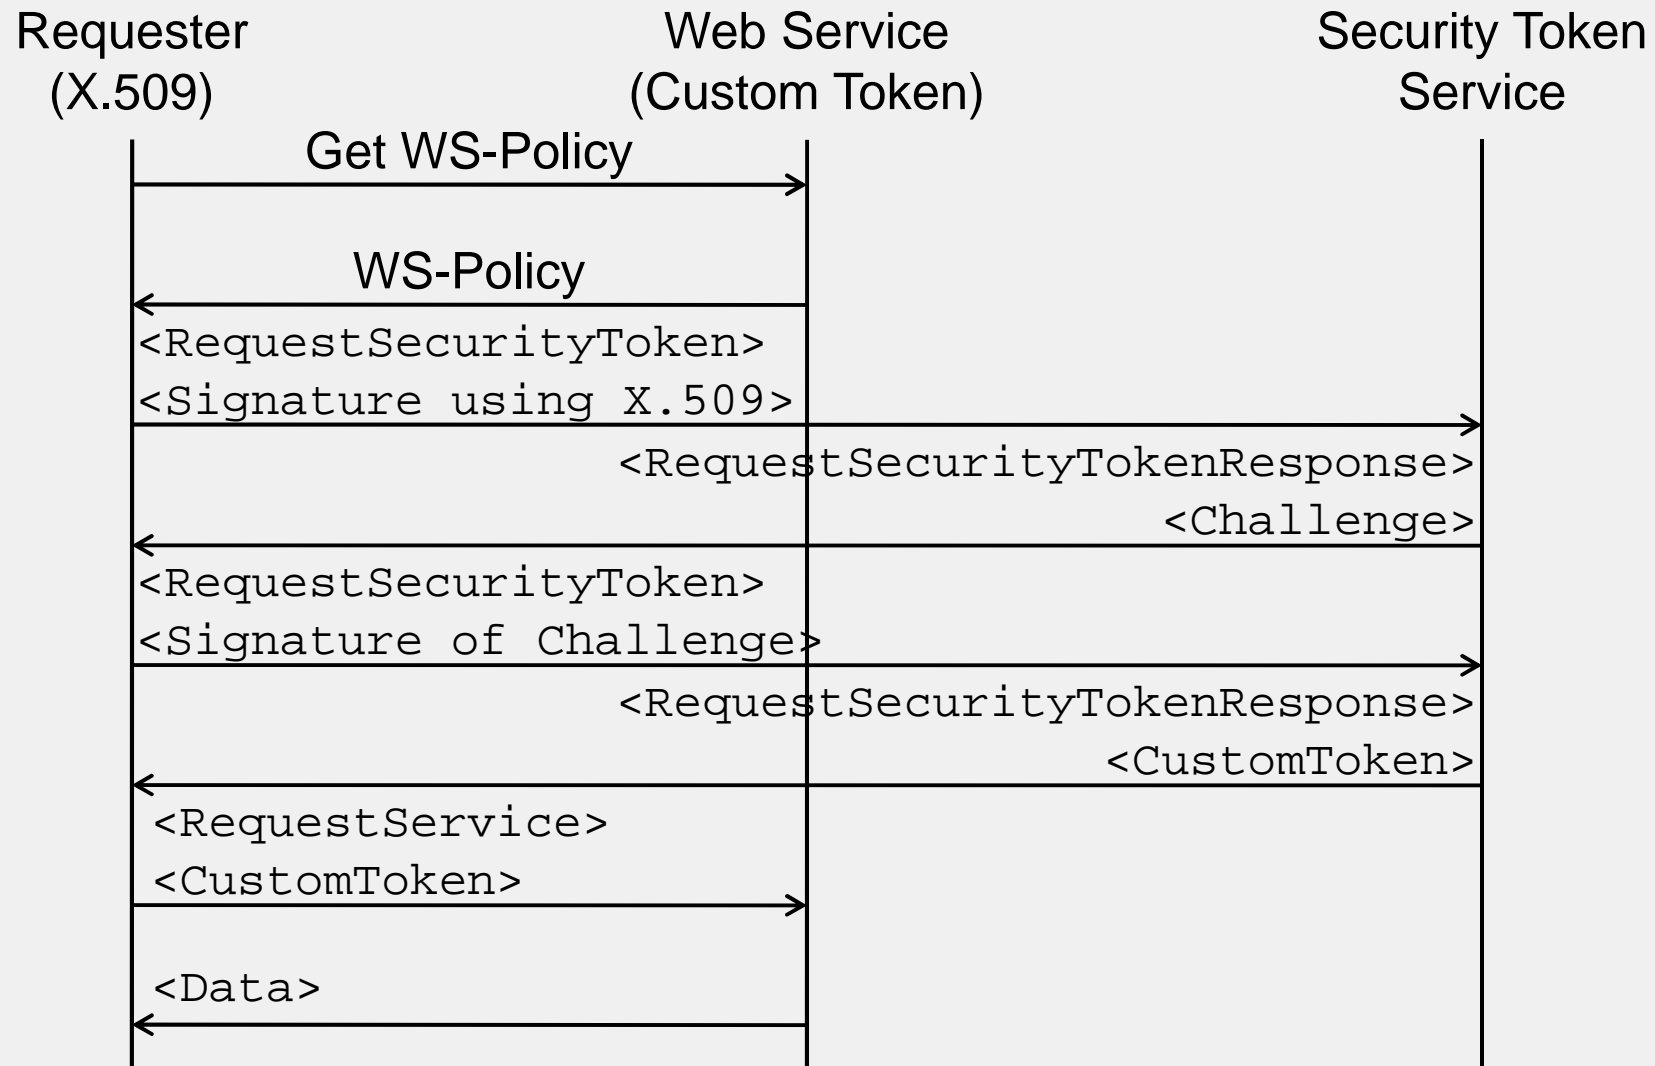 Requester
(X.509)
Web Service
(Custom Token)
Security Token
Service
Get WS-Policy
WS-Policy
<RequestSecurityToken>
<Signature using X.509>
<RequestSecurityTokenResponse>
<Challenge>
<RequestSecurityToken>
<Signature of Challenge>
<RequestSecurityTokenResponse>
<CustomToken>
<RequestService>
<CustomToken>
<Data>